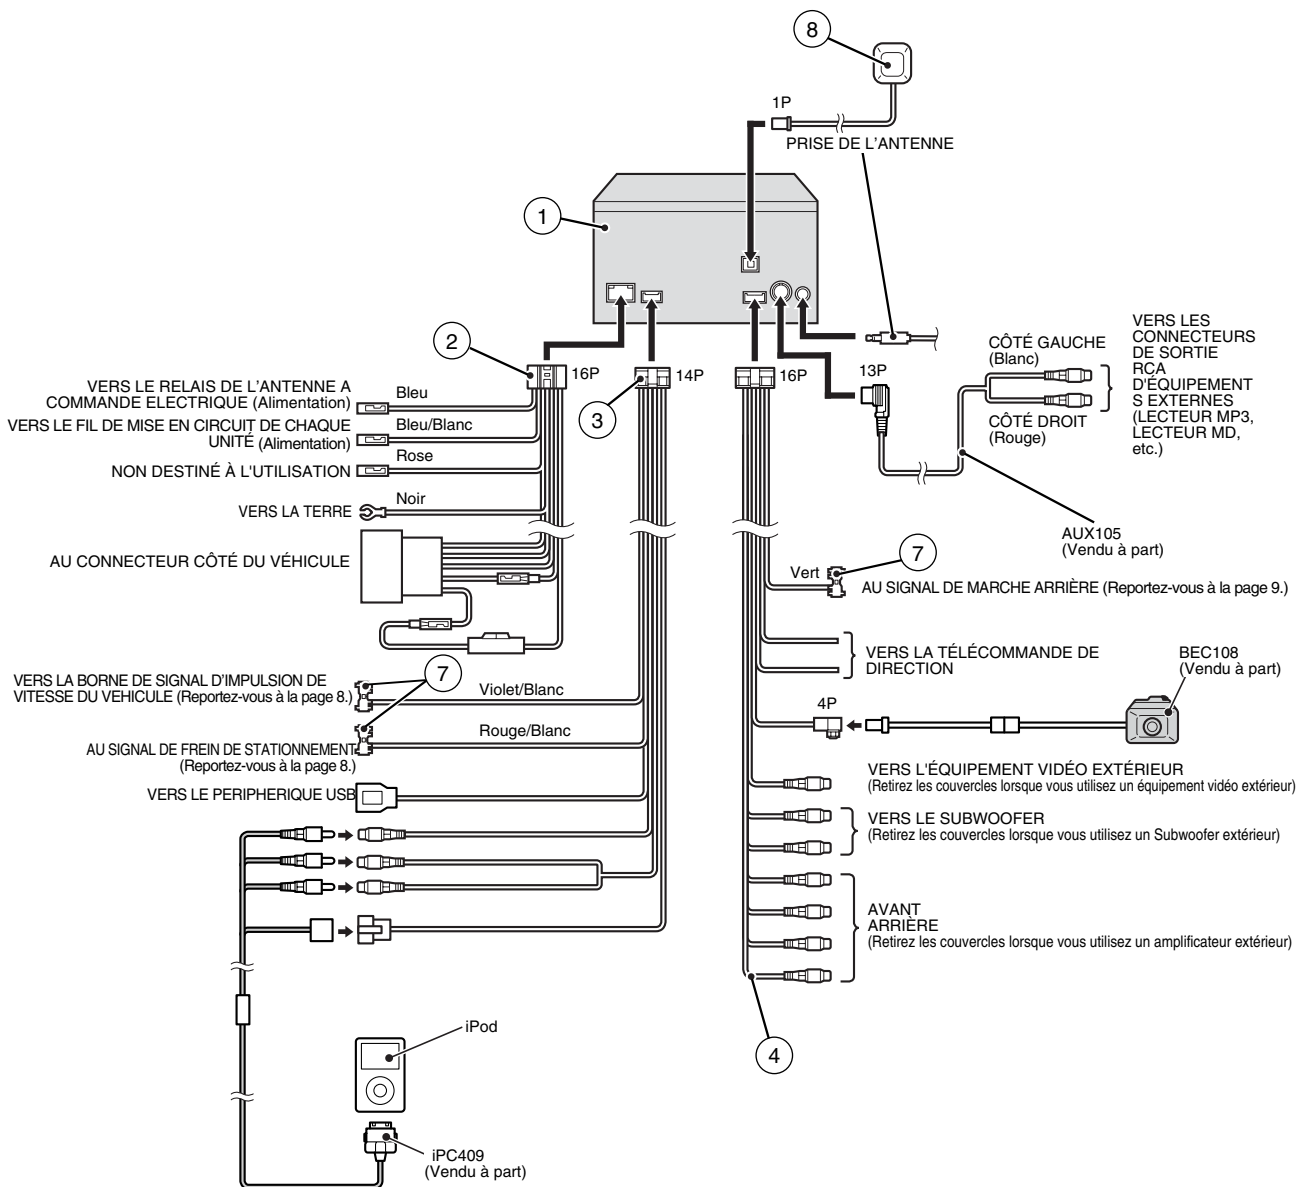 8
1P
PRISE DE L'ANTENNE
1
2
16P
3
14P
16P
13P
CÔTÉ GAUCHE
(Blanc)
CÔTÉ DROIT
(Rouge)
VERS LES
CONNECTEURS
DE SORTIE
RCA
D'ÉQUIPEMENT
S EXTERNES
(LECTEUR MP3,
LECTEUR MD,
etc.)
AUX105
(Vendu à part)
VERS LE RELAIS DE L'ANTENNE A
COMMANDE ELECTRIQUE (Alimentation)
Bleu
VERS LE FIL DE MISE EN CIRCUIT DE CHAQUE
UNITÉ (Alimentation)
Bleu/Blanc
NON DESTINÉ À L'UTILISATION
Rose
VERS LA TERRE
Noir
AU CONNECTEUR CÔTÉ DU VÉHICULE
7
Vert
AU SIGNAL DE MARCHE ARRIÈRE (Reportez-vous à la page 9.)
VERS LA TÉLÉCOMMANDE DE
DIRECTION
BEC108
(Vendu à part)
4P
VERS LA BORNE DE SIGNAL D'IMPULSION DE
VITESSE DU VEHICULE (Reportez-vous à la page 8.)
7
Violet/Blanc
AU SIGNAL DE FREIN DE STATIONNEMENT
(Reportez-vous à la page 8.)
Rouge/Blanc
VERS LE PERIPHERIQUE USB
VERS L'ÉQUIPEMENT VIDÉO EXTÉRIEUR
(Retirez les couvercles lorsque vous utilisez un équipement vidéo extérieur)
VERS LE SUBWOOFER
(Retirez les couvercles lorsque vous utilisez un Subwoofer extérieur)
AVANT
ARRIÈRE
(Retirez les couvercles lorsque vous utilisez un amplificateur extérieur)
4
iPod
iPC409
(Vendu à part)